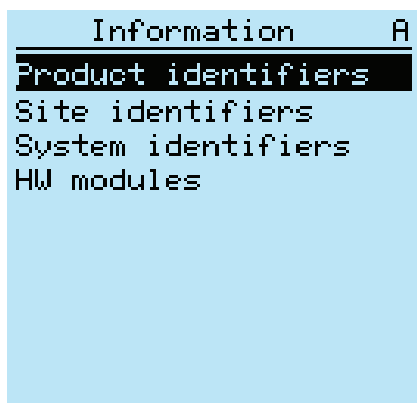 Information A
Product identifiers
Site identifiers
System identifiers
HW modules